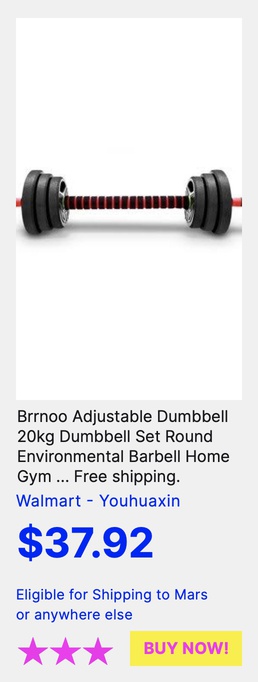 Brrnoo Adjustable Dumbbell
20kg Dumbbell Set Round
Environmental Barbell Home
Gym ... Free shipping.
Walmart - Youhuaxin
$37.92
Eligible for Shipping to Mars
or anywhere else
BUY NOW!